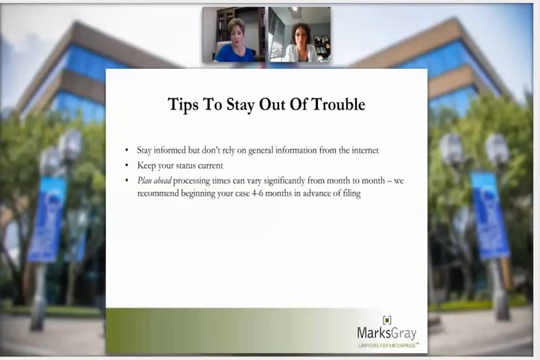 Tips To Stay Out Of Trouble
• Stay informed but don't rely on general information from the internet
• Keep your status current
• Plan ahead processing times can vary significantly from month to month – we
recommend beginning your case 4-6 months in advance of filing
MarksGray
LAWYERS FOR ENTERPRISE